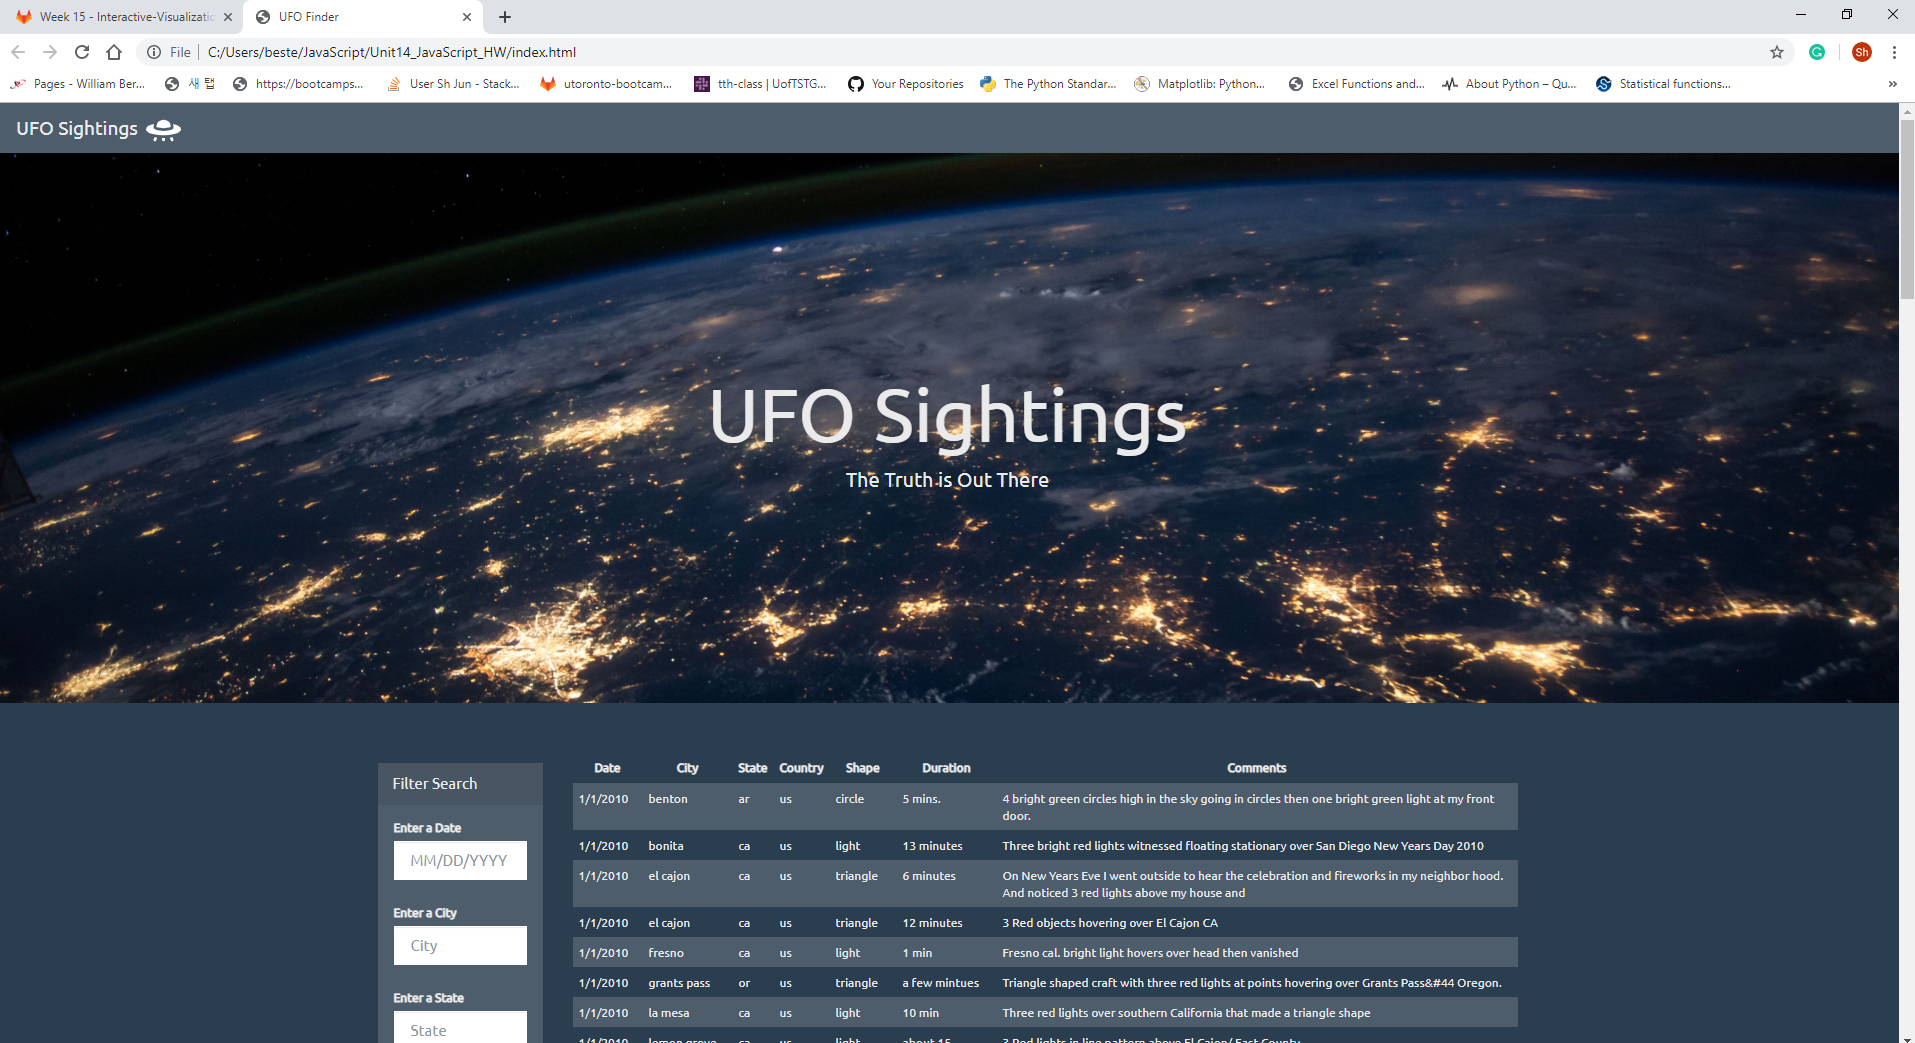 Week 15 - Interactive-Visualizatio
UFO Finder
File | C:/Users/beste/JavaScript/Unit14_JavaScript_HW/index.html
Sh
Pages - William Ber... 새 탭 https://bootcamps... User Sh Jun - Stack... utoronto-bootcam... tth-class | UofTSTG... Your Repositories The Python Standar... Matplotlib: Python... Excel Functions and... About Python – Qu... Statistical functions... »
UFO Sightings
UFO Sightings
The Truth is Out There
Filter Search
Enter a Date
MM/DD/YYYY
Enter a City
City
Enter a State
State
Date City State Country Shape Duration Comments
1/1/2010 benton ar us circle 5 mins. 4 bright green circles high in the sky going in circles then one bright green light at my front
door.
1/1/2010 bonita ca us light 13 minutes Three bright red lights witnessed floating stationary over San Diego New Years Day 2010
1/1/2010 el cajon ca us triangle 6 minutes On New Years Eve I went outside to hear the celebration and fireworks in my neighbor hood.
And noticed 3 red lights above my house and
1/1/2010 el cajon ca us triangle 12 minutes 3 Red objects hovering over El Cajon CA
1/1/2010 fresno ca us light 1 min Fresno cal. bright light hovers over head then vanished
1/1/2010 grants pass or us triangle a few mintues Triangle shaped craft with three red lights at points hovering over Grants Pass&#44 Oregon.
1/1/2010 la mesa ca us light 10 min Three red lights over southern California that made a triangle shape
1/1/2010 lemon grove ca us light about 15 3 Red lights in line pattern above El Cajon/ East County